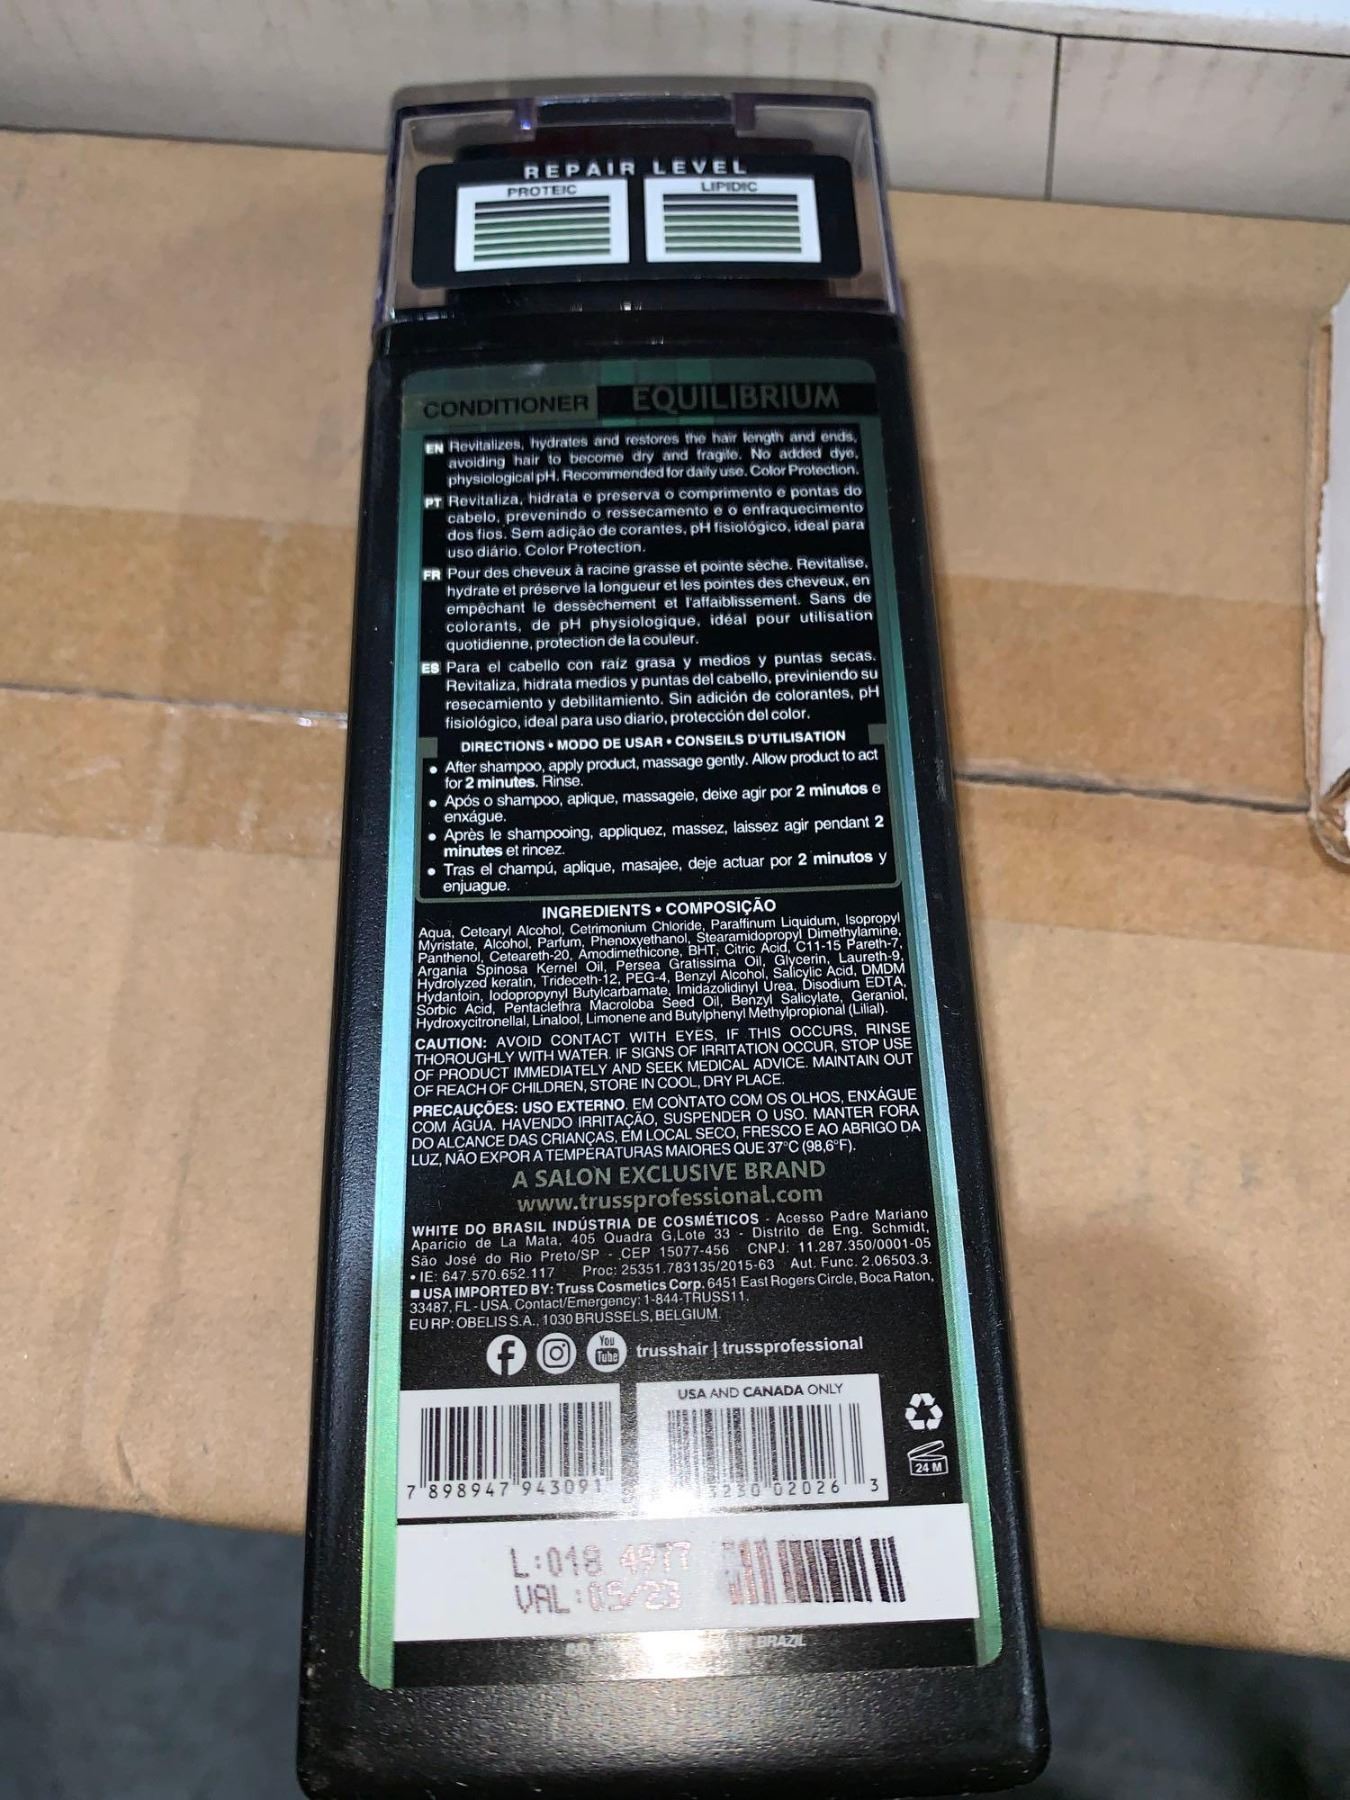 REPAIR LEVEL
PROTEIC LIPIDIC
CONDITIONER EQUILIBRIUM
EN Revitalizes, hydrates and restores the hair length and ends,
avoiding hair to become dry and fragile. No added dye,
physiological pH. Recommended for daily use. Color Protection.
PT Revitaliza, hidrata e preserva o comprimento e pontas do
cabelo, prevenindo o ressecamento e o enfraquecimento
dos fios. Sem adição de corantes, pH fisiológico, ideal para
uso diário. Color Protection.
FR Pour des cheveux à racine grasse et pointe sèche. Revitalise,
hydrate et préserve la longueur et les pointes des cheveux, en
empêchant le dessèchement et l'affaiblissement. Sans de
colorants, de pH physiologique, idéal pour utilisation
quotidienne, protection de la couleur.
ES Para el cabello con raíz grasa y medios y puntas secas.
Revitaliza, hidrata medios y puntas del cabello, previniendo su
resecamiento y debilitamiento. Sin adición de colorantes, pH
fisiológico, ideal para uso diario, protección del color.
DIRECTIONS • MODO DE USAR • CONSEILS D'UTILISATION
• After shampoo, apply product, massage gently. Allow product to act
for 2 minutes. Rinse.
• Após o shampoo, aplique, massageie, deixe agir por 2 minutos e
enxágue.
• Après le shampooing, appliquez, massez, laissez agir pendant 2
minutes et rincez.
• Tras el champú, aplique, masajee, deje actuar por 2 minutos y
enjuague.
INGREDIENTS • COMPOSIÇÃO
Aqua, Cetearyl Alcohol, Cetrimonium Chloride, Paraffinum Liquidum, Isopropyl
Myristate, Alcohol, Parfum, Phenoxyethanol, Stearamidopropyl Dimethylamine,
Panthenol, Ceteareth-20, Amodimethicone, BHT, Citric Acid, C11-15 Pareth-7,
Argania Spinosa Kernel Oil, Persea Gratissima Oil, Glycerin, Laureth-9,
Hydrolyzed keratin, Trideceth-12, PEG-4, Benzyl Alcohol, Salicylic Acid, DMDM
Hydantoin, Iodopropynyl Butylcarbamate, Imidazolidinyl Urea, Disodium EDTA,
Sorbic Acid, Pentaclethra Macroloba Seed Oil, Benzyl Salicylate, Geraniol,
Hydroxycitronellal, Linalool, Limonene and Butylphenyl Methylpropional (Lilial).
CAUTION: AVOID CONTACT WITH EYES, IF THIS OCCURS, RINSE
THOROUGHLY WITH WATER. IF SIGNS OF IRRITATION OCCUR, STOP USE
OF PRODUCT IMMEDIATELY AND SEEK MEDICAL ADVICE. MAINTAIN OUT
OF REACH OF CHILDREN, STORE IN COOL, DRY PLACE.
PRECAUÇÕES: USO EXTERNO. EM CONTATO COM OS OLHOS, ENXÁGUE
COM ÁGUA. HAVENDO IRRITAÇÃO, SUSPENDER O USO. MANTER FORA
DO ALCANCE DAS CRIANÇAS, EM LOCAL SECO, FRESCO E AO ABRIGO DA
LUZ, NÃO EXPOR A TEMPERATURAS MAIORES QUE 37°C (98,6°F).
A SALON EXCLUSIVE BRAND
www.trussprofessional.com
WHITE DO BRASIL INDÚSTRIA DE COSMÉTICOS - Acesso Padre Mariano
Aparicio de La Mata, 405 Quadra G,Lote 33 - Distrito de Eng. Schmidt,
São José do Rio Preto/SP - CEP 15077-456 CNPJ: 11.287.350/0001-05
• IE: 647.570.652.117 Proc: 25351.783135/2015-63 Aut. Func. 2.06503.3.
■ USA IMPORTED BY: Truss Cosmetics Corp. 6451 East Rogers Circle, Boca Raton,
33487, FL - USA. Contact/Emergency: 1-844-TRUSS11.
EU RP: OBELIS S.A., 1030 BRUSSELS, BELGIUM.
You Tube trusshair | trussprofessional
USA AND CANADA ONLY
7 898947 943091
02026 3
24 M
L:018 4977
VAL:05/23
BRAZIL